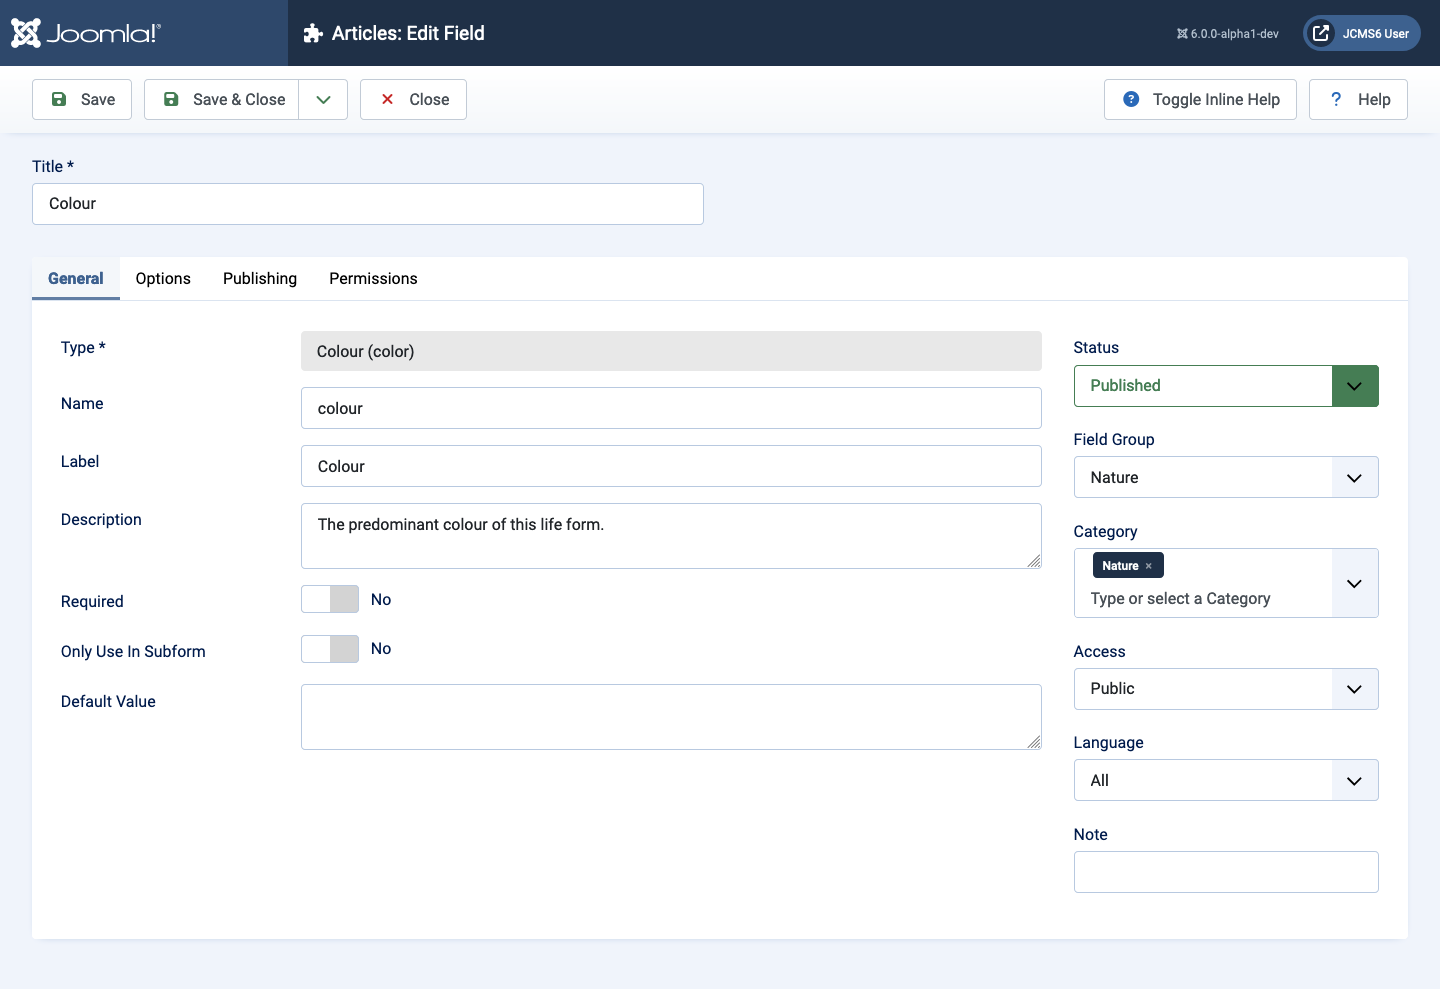 Joomla!®
Articles: Edit Field
6.0.0-alpha1-dev
JCMS6 User
Save
Save & Close
Close
Toggle Inline Help
Help
Title *
Colour
General
Options
Publishing
Permissions
Type *
Colour (color)
Name
colour
Label
Colour
Description
The predominant colour of this life form.
Required
No
Only Use In Subform
No
Default Value
Status
Published
Field Group
Nature
Category
Nature ×
Type or select a Category
Access
Public
Language
All
Note